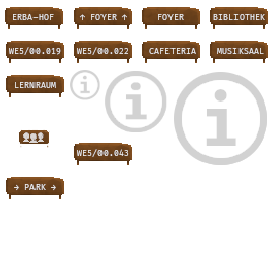 ERBA-HOF
↑ FOYER ↑
FOYER
BIBLIOTHEK
WE5/00.019
WE5/00.022
CAFETERIA
MUSIKSAAL
LERNRAUM
i
i
i
WE5/00.043
→ PARK →